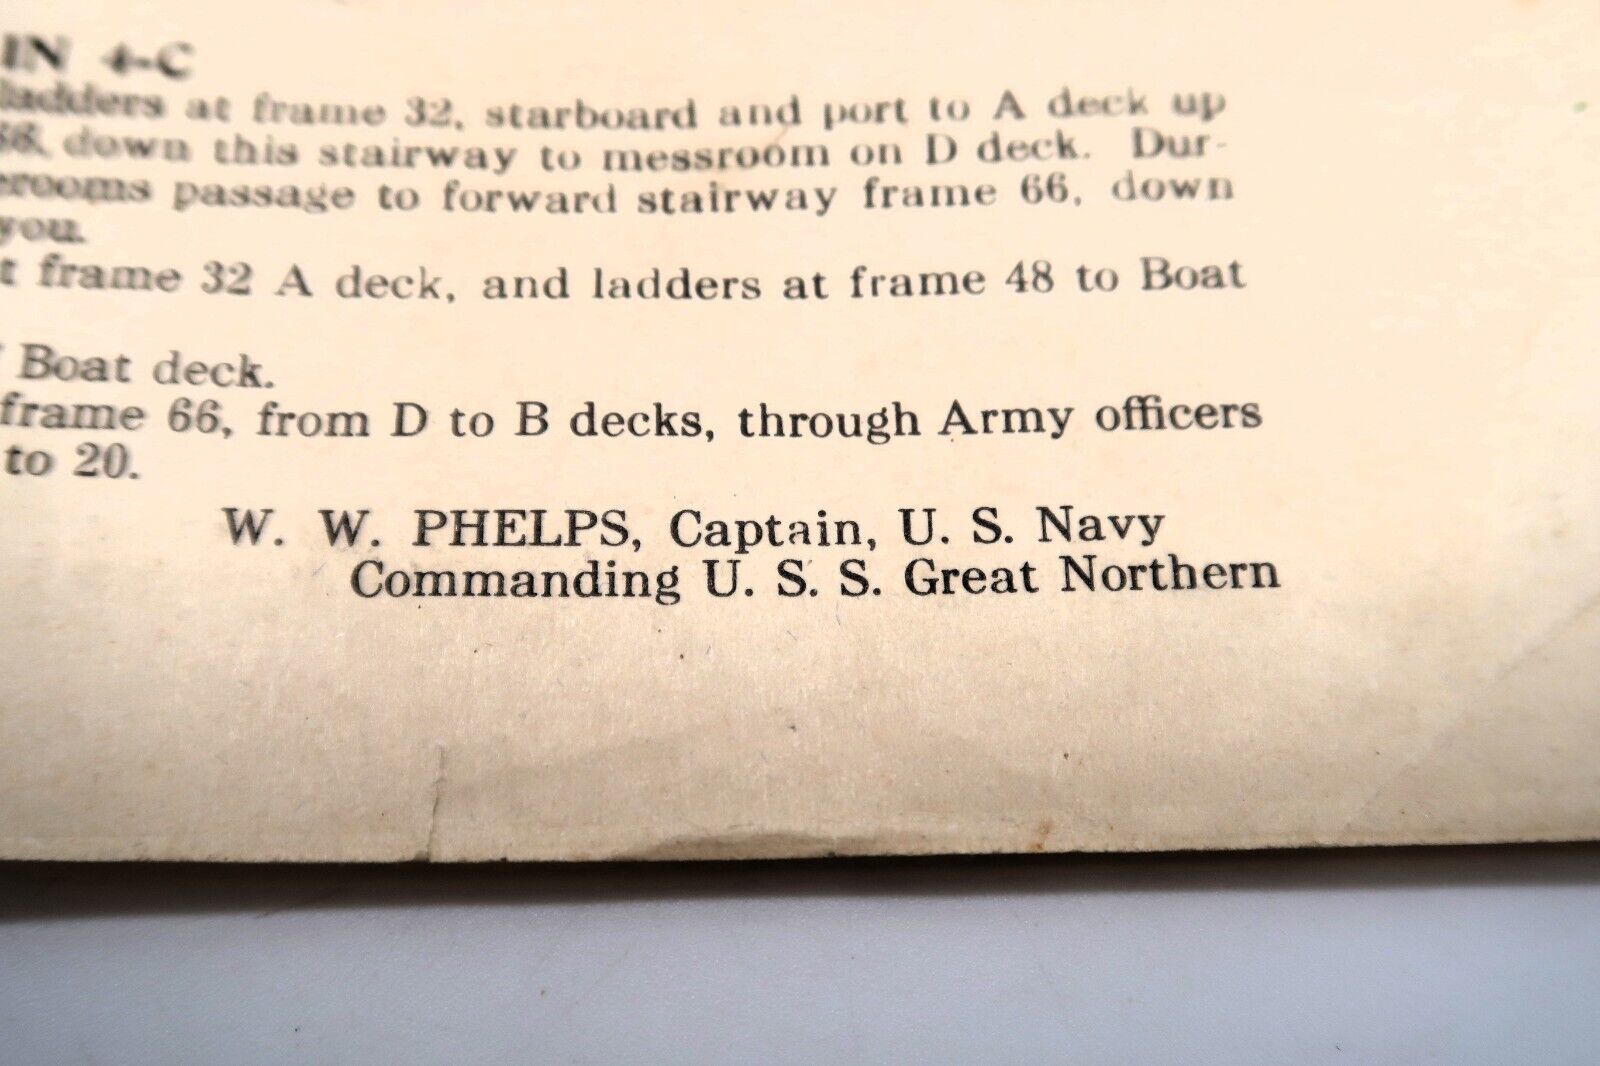 IN 4-C
ladders at frame 32, starboard and port to A deck up
down this stairway to messroom on D deck. Dur-
passage to forward stairway frame 66, down
you.
frame 32 A deck, and ladders at frame 48 to Boat
Boat deck.
frame 66, from D to B decks, through Army officers
to 20.
W. W. PHELPS, Captain, U. S. Navy
Commanding U. S. S. Great Northern